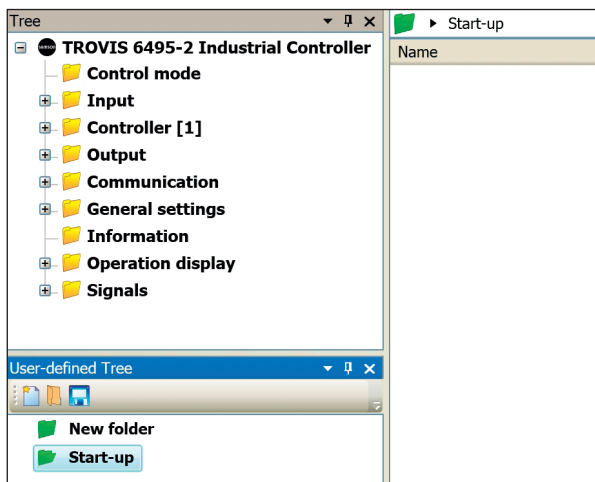 Tree
samson TROVIS 6495-2 Industrial Controller
Control mode
Input
Controller [1]
Output
Communication
General settings
Information
Operation display
Signals
User-defined Tree
New folder
Start-up
Start-up
Name